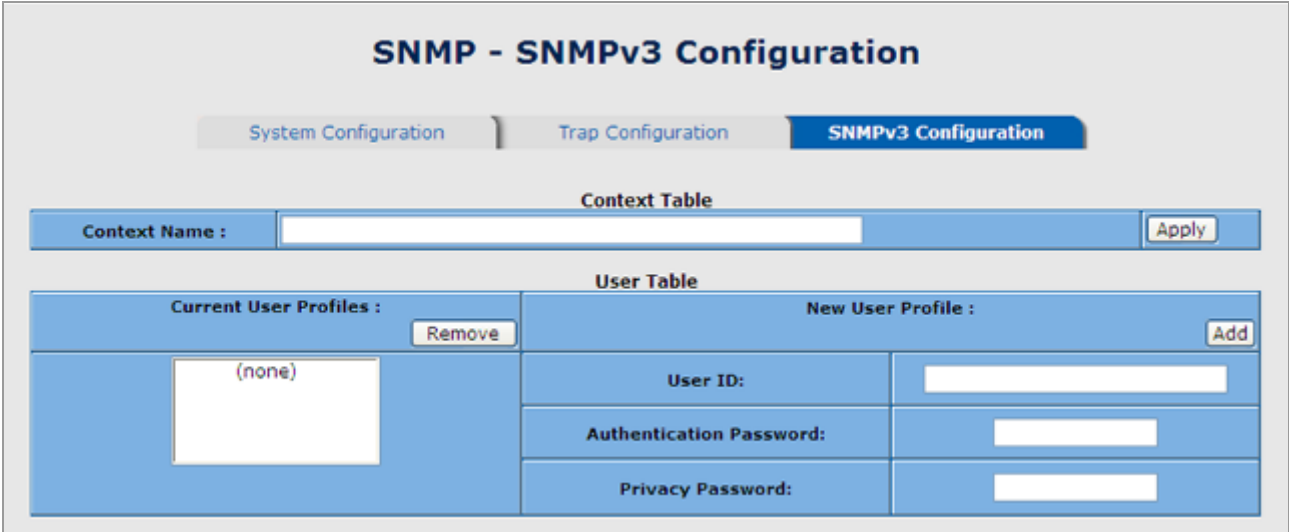 SNMP - SNMPv3 Configuration
System Configuration Trap Configuration SNMPv3 Configuration
Context Table
Context Name : Apply
User Table
Current User Profiles : New User Profile :
Remove Add
(none)
User ID:
Authentication Password:
Privacy Password: